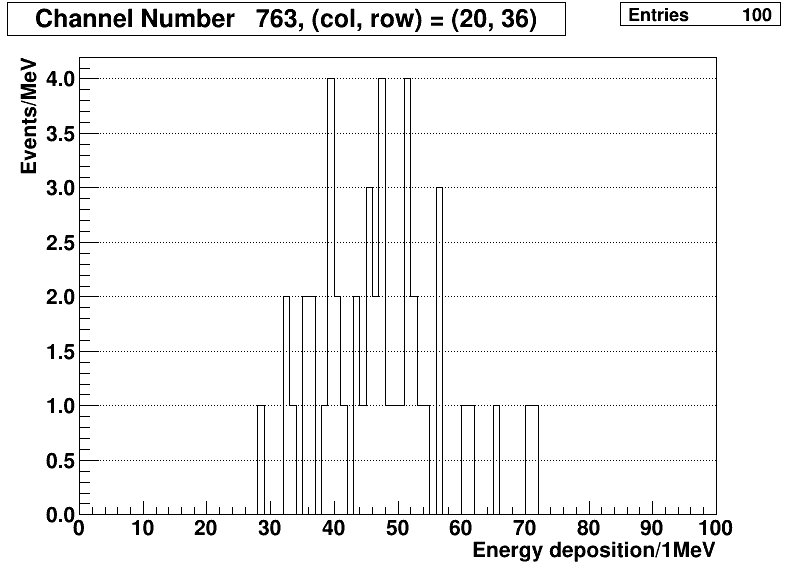 Channel Number 763, (col, row) = (20, 36)
Entries 100
Events/MeV
4.0
3.5
3.0
2.5
2.0
1.5
1.0
0.5
0.0
0 10 20 30 40 50 60 70 80 90 100
Energy deposition/1MeV